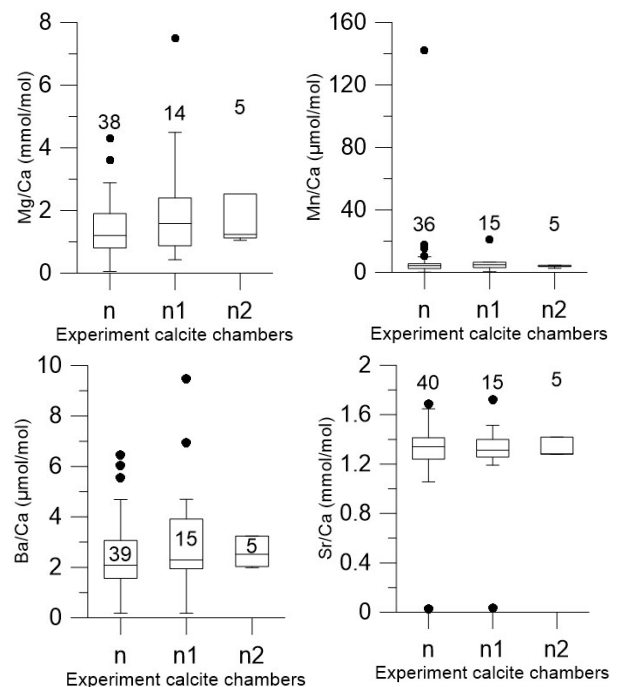 8
6
4
2
0
Mg/Ca (mmol/mol)
38
14
5
n n1 n2
Experiment calcite chambers
160
120
80
40
0
Mn/Ca (µmol/mol)
36
15
5
n n1 n2
Experiment calcite chambers
10
8
6
4
2
0
Ba/Ca (µmol/mol)
39
15
5
n n1 n2
Experiment calcite chambers
2
1.6
1.2
0.8
0.4
0
Sr/Ca (mmol/mol)
40
15
5
n n1 n2
Experiment calcite chambers